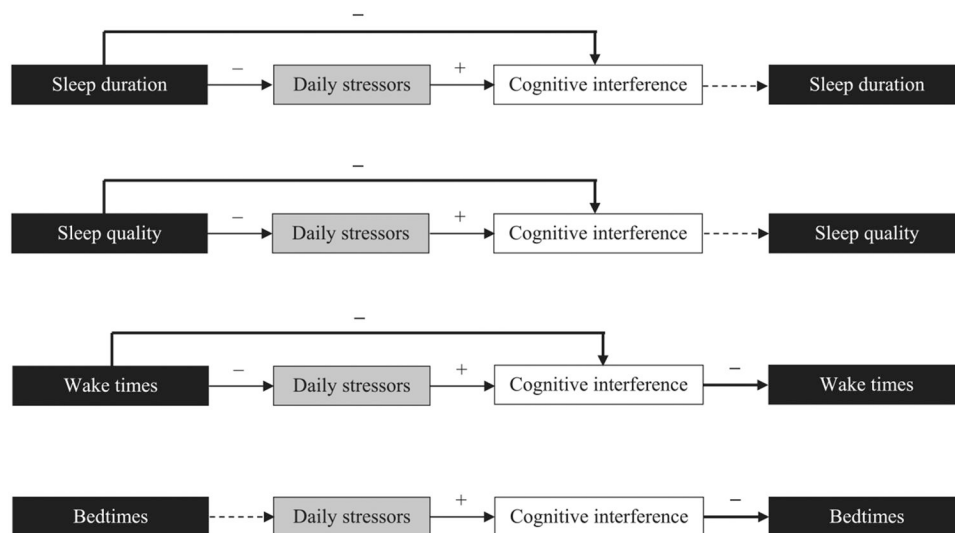 −
Sleep duration − Daily stressors + Cognitive interference Sleep duration
−
Sleep quality − Daily stressors + Cognitive interference Sleep quality
−
Wake times − Daily stressors + Cognitive interference − Wake times
Bedtimes Daily stressors + Cognitive interference − Bedtimes